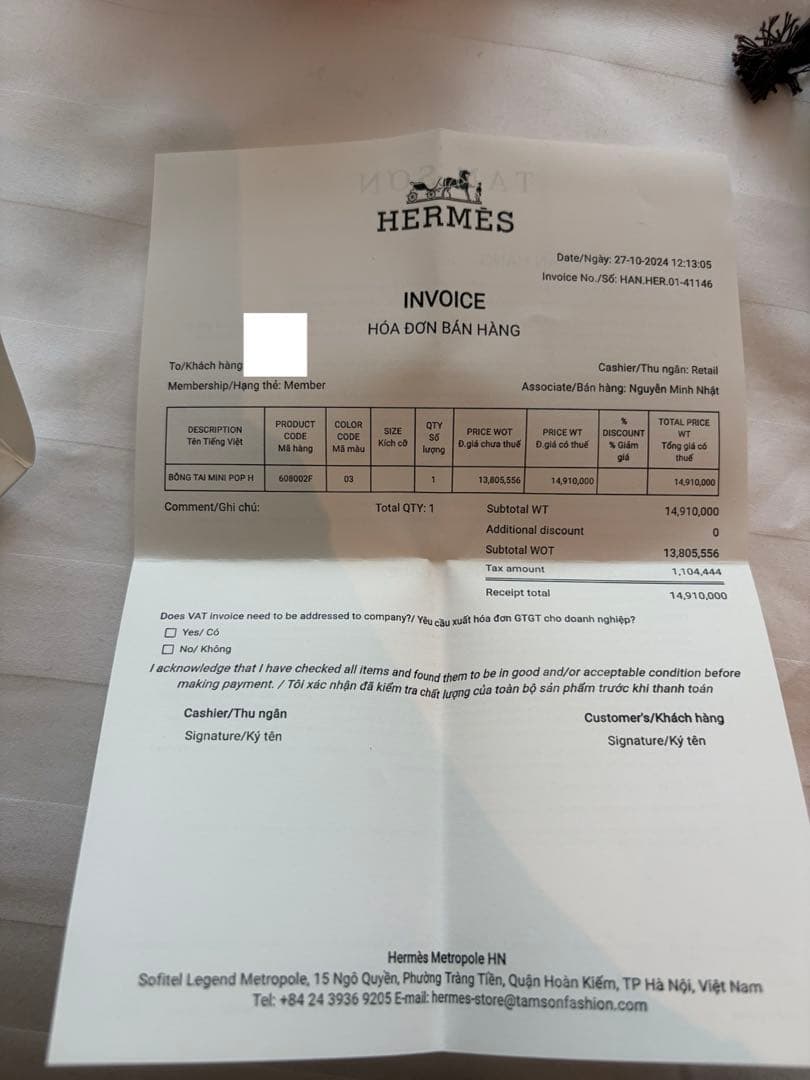 TAM SƠN
HERMÈS
Date/Ngày: 27-10-2024 12:13:05
Invoice No./Số: HAN.HER.01-41146
INVOICE
HÓA ĐƠN BÁN HÀNG
To/Khách hàng
Cashier/Thu ngân: Retail
Membership/Hạng thẻ: Member
Associate/Bán hàng: Nguyễn Minh Nhật
DESCRIPTION Tên Tiếng Việt
PRODUCT CODE Mã hàng
COLOR CODE Mã màu
SIZE Kích cỡ
QTY Số lượng
PRICE WOT Đ.giá chưa thuế
PRICE WT Đ.giá có thuế
% DISCOUNT % Giảm giá
TOTAL PRICE WT Tổng giá có thuế
BÔNG TAI MINI POP H 608002F 03 1 13,805,556 14,910,000 14,910,000
Comment/Ghi chú: Total QTY: 1
Subtotal WT 14,910,000
Additional discount 0
Subtotal WOT 13,805,556
Tax amount 1,104,444
Receipt total 14,910,000
Does VAT invoice need to be addressed to company?/ Yêu cầu xuất hóa đơn GTGT cho doanh nghiệp?
Yes/ Có
No/ Không
I acknowledge that I have checked all items and found them to be in good and/or acceptable condition before
making payment. / Tôi xác nhận đã kiểm tra chất lượng của toàn bộ sản phẩm trước khi thanh toán
Cashier/Thu ngân Customer's/Khách hàng
Signature/Ký tên Signature/Ký tên
Hermès Metropole HN
Sofitel Legend Metropole, 15 Ngô Quyền, Phường Tràng Tiền, Quận Hoàn Kiếm, TP Hà Nội, Việt Nam
Tel: +84 24 3936 9205 E-mail: hermes-store@tamsonfashion.com